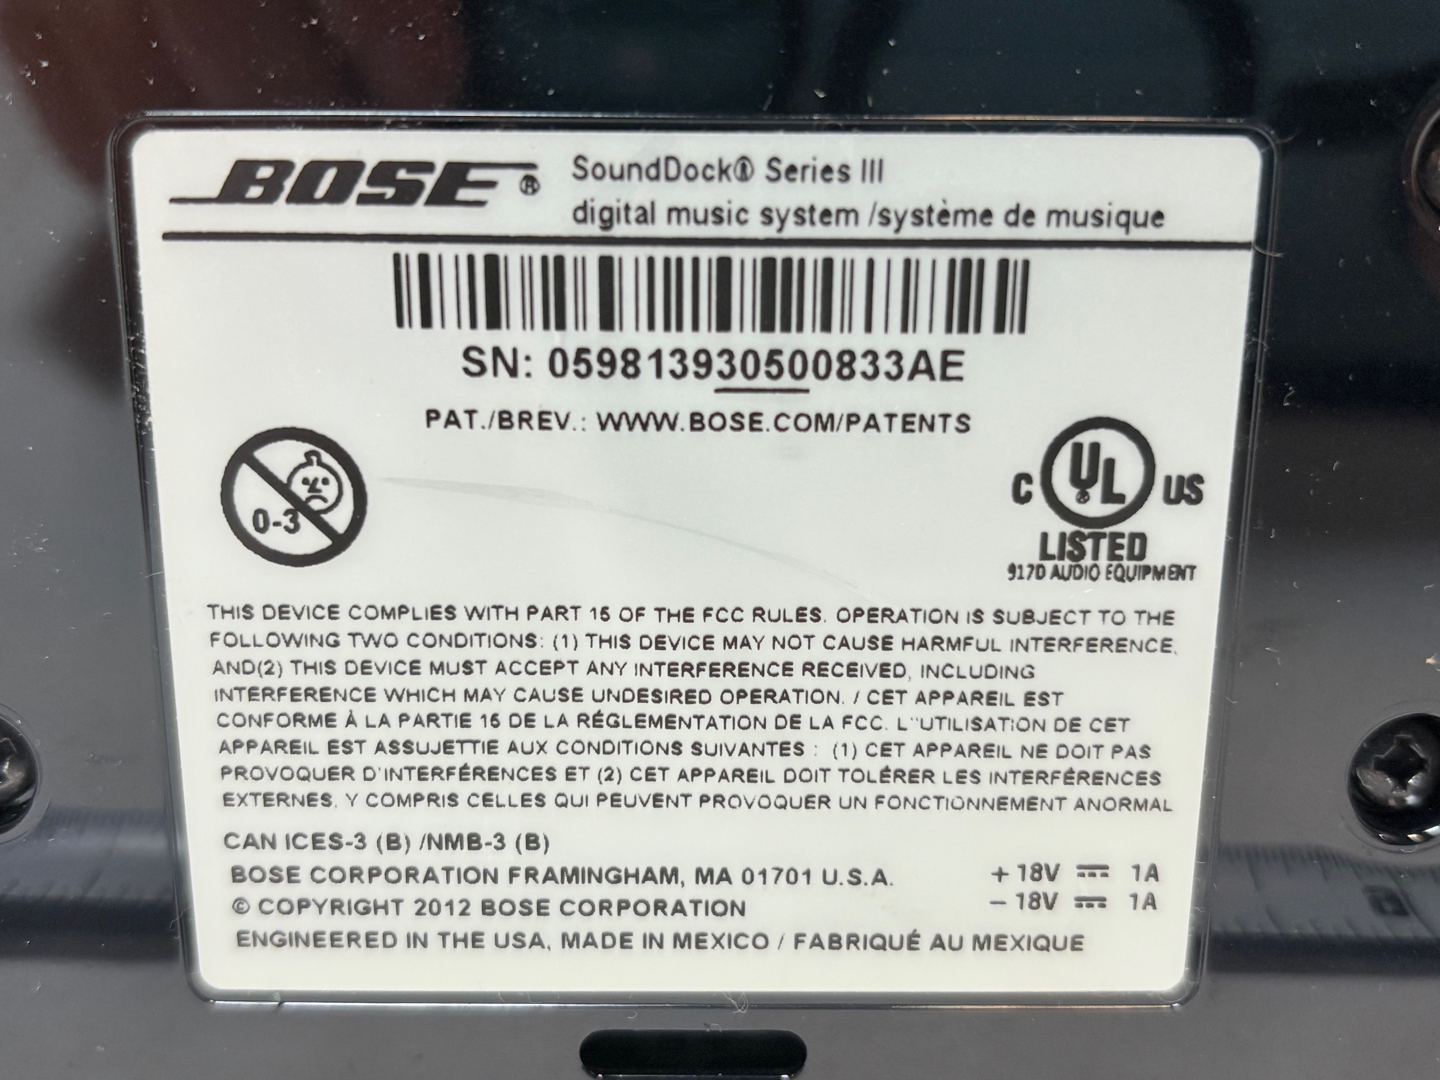 BOSE® SoundDock® Series III
digital music system /système de musique
SN: 059813930500833AE
PAT./BREV.: WWW.BOSE.COM/PATENTS
0-3
C UL® US
LISTED
917D AUDIO EQUIPMENT
THIS DEVICE COMPLIES WITH PART 15 OF THE FCC RULES. OPERATION IS SUBJECT TO THE
FOLLOWING TWO CONDITIONS: (1) THIS DEVICE MAY NOT CAUSE HARMFUL INTERFERENCE,
AND(2) THIS DEVICE MUST ACCEPT ANY INTERFERENCE RECEIVED, INCLUDING
INTERFERENCE WHICH MAY CAUSE UNDESIRED OPERATION. / CET APPAREIL EST
CONFORME À LA PARTIE 15 DE LA RÉGLEMENTATION DE LA FCC. L''UTILISATION DE CET
APPAREIL EST ASSUJETTIE AUX CONDITIONS SUIVANTES : (1) CET APPAREIL NE DOIT PAS
PROVOQUER D'INTERFÉRENCES ET (2) CET APPAREIL DOIT TOLÉRER LES INTERFÉRENCES
EXTERNES, Y COMPRIS CELLES QUI PEUVENT PROVOQUER UN FONCTIONNEMENT ANORMAL
CAN ICES-3 (B) /NMB-3 (B)
BOSE CORPORATION FRAMINGHAM, MA 01701 U.S.A. +18V ⎓ 1A
© COPYRIGHT 2012 BOSE CORPORATION −18V ⎓ 1A
ENGINEERED IN THE USA, MADE IN MEXICO / FABRIQUÉ AU MEXIQUE